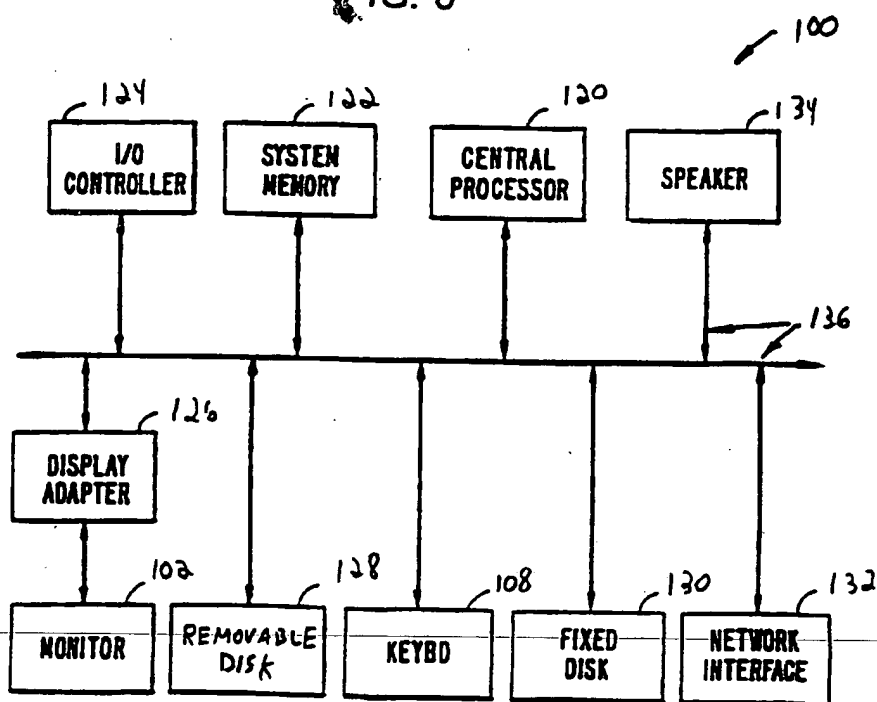 100
124
122
120
134
I/O
CONTROLLER
SYSTEM
MEMORY
CENTRAL
PROCESSOR
SPEAKER
136
126
DISPLAY
ADAPTER
102
128
108
130
132
MONITOR
REMOVABLE
DISK
KEYBD
FIXED
DISK
NETWORK
INTERFACE